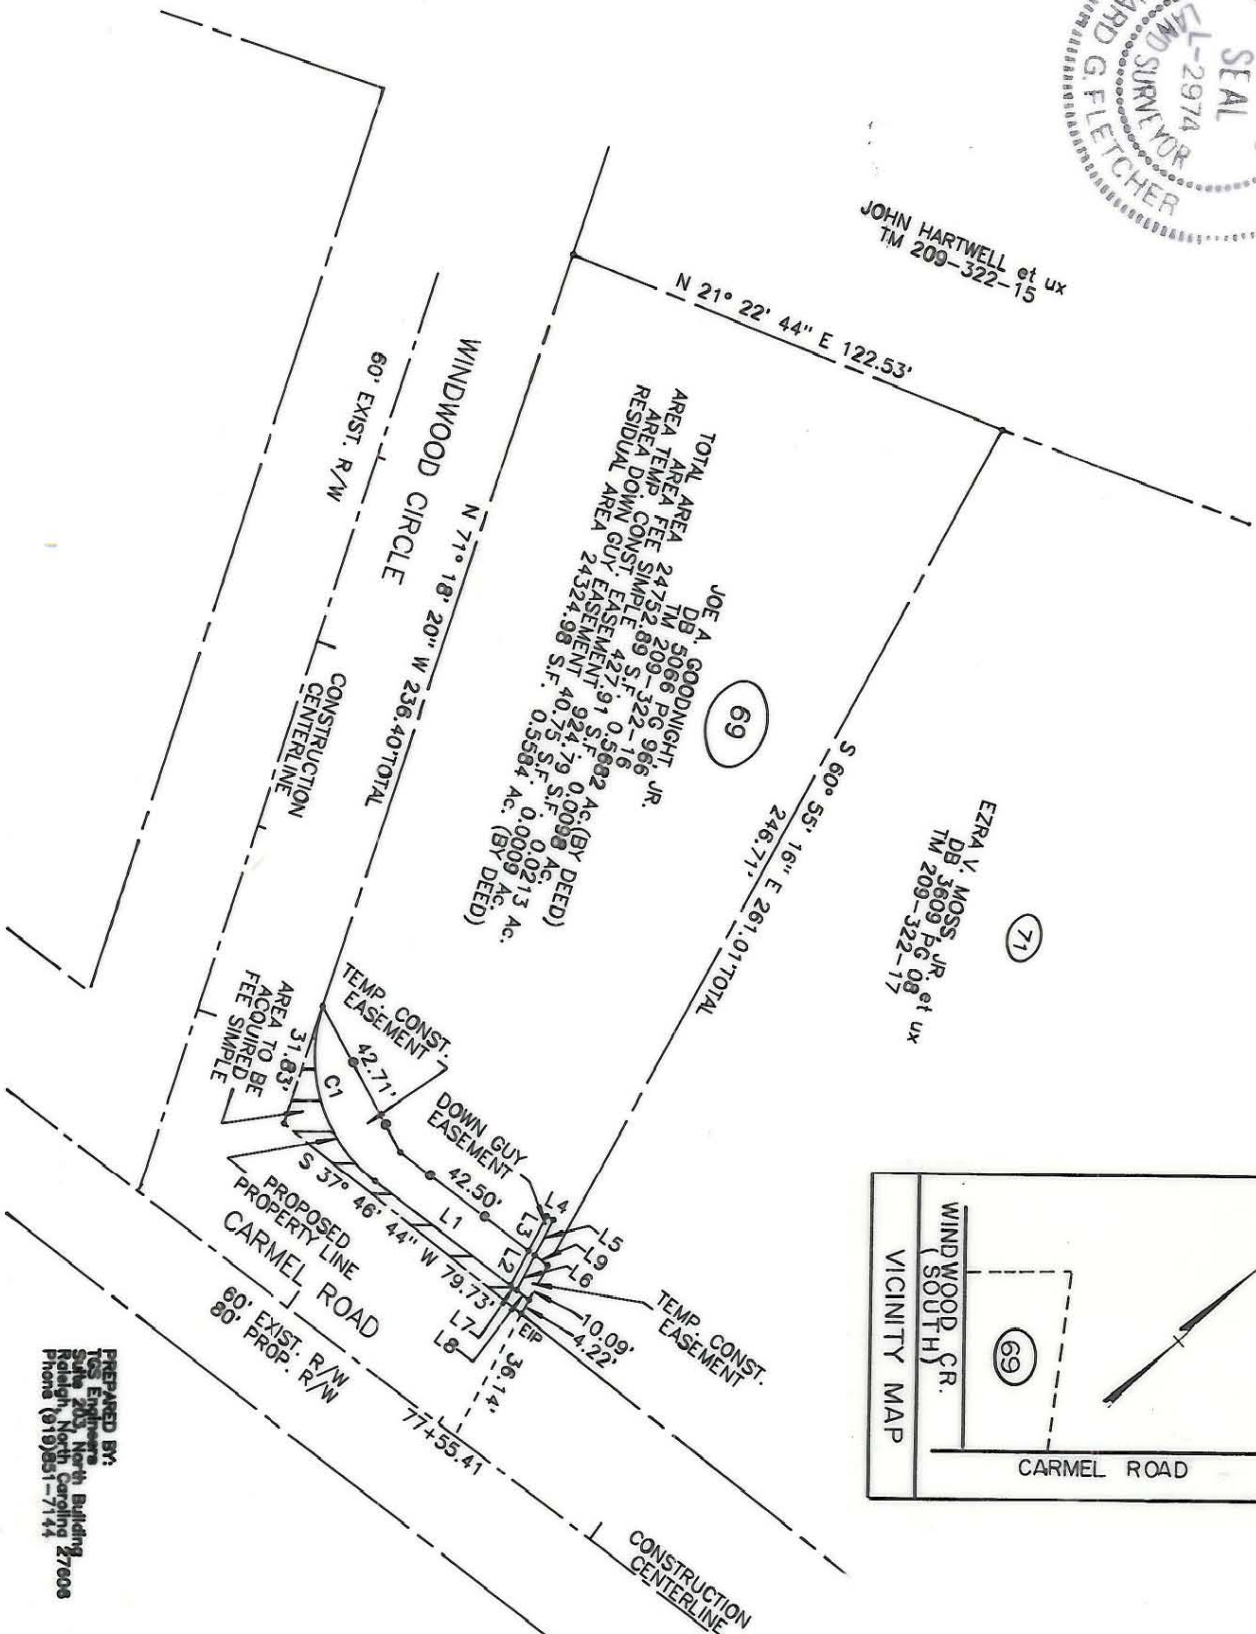 SEAL
L-2974
LAND SURVEYOR
ARD G. FLETCHER
JOHN HARTWELL et ux
TM 209-322-15
N 21° 22' 44" E 122.53'
60' EXIST. R/W
WINDWOOD CIRCLE
N 71° 18' 20" W 236.40' TOTAL
CONSTRUCTION
CENTERLINE
69
JOE A. GOODNIGHT, JR.
DB 5066 PG 966
TM 209-322-16
TOTAL AREA 24752.89 S.F. 0.5682 Ac. (BY DEED)
AREA FEE SIMPLE 427.91 S.F. 0.0098 Ac.
AREA TEMP. CONST. EASEMENT 924.79 S.F. 0.0213 Ac.
AREA DOWN GUY EASEMENT 40.75 S.F. 0.0009 Ac.
RESIDUAL AREA 24324.98 S.F. 0.5584 Ac. (BY DEED)
S 60° 55' 16" E 261.01' TOTAL
246.71'
71
EZRA V. MOSS, JR. et ux
DB 3609 PG 08
TM 209-322-17
TEMP. CONST.
EASEMENT
42.71'
31.83'
AREA TO BE
ACQUIRED
FEE SIMPLE
C1
DOWN GUY
EASEMENT
42.50'
L1
L2
L3
L4
L5
L9
L6
L7
L8
S 37° 46' 44" W 79.73'
PROPOSED
PROPERTY LINE
CARMEL ROAD
60' EXIST. R/W
80' PROP. R/W
TEMP. CONST.
EASEMENT
10.09'
4.22'
EIP
36.14'
77+55.41
CONSTRUCTION
CENTERLINE
WINDWOOD CR.
(SOUTH)
69
CARMEL ROAD
VICINITY MAP
PREPARED BY:
TGS Engineers
Suite 203, North Building
Raleigh, North Carolina 27606
Phone (919)851-7144